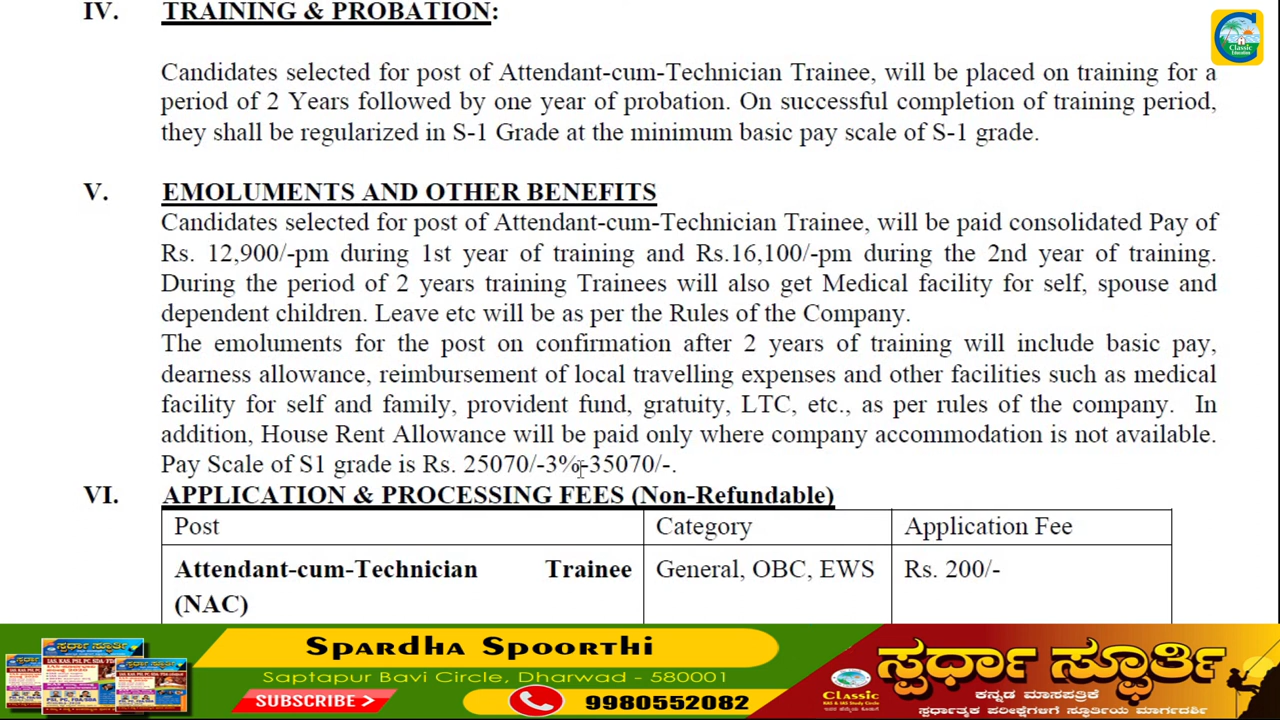 IV. TRAINING & PROBATION:
Candidates selected for post of Attendant-cum-Technician Trainee, will be placed on training for a
period of 2 Years followed by one year of probation. On successful completion of training period,
they shall be regularized in S-1 Grade at the minimum basic pay scale of S-1 grade.
V. EMOLUMENTS AND OTHER BENEFITS
Candidates selected for post of Attendant-cum-Technician Trainee, will be paid consolidated Pay of
Rs. 12,900/-pm during 1st year of training and Rs.16,100/-pm during the 2nd year of training.
During the period of 2 years training Trainees will also get Medical facility for self, spouse and
dependent children. Leave etc will be as per the Rules of the Company.
The emoluments for the post on confirmation after 2 years of training will include basic pay,
dearness allowance, reimbursement of local travelling expenses and other facilities such as medical
facility for self and family, provident fund, gratuity, LTC, etc., as per rules of the company. In
addition, House Rent Allowance will be paid only where company accommodation is not available.
Pay Scale of S1 grade is Rs. 25070/-3%-35070/-.
VI. APPLICATION & PROCESSING FEES (Non-Refundable)
Post Category Application Fee
Attendant-cum-Technician Trainee General, OBC, EWS Rs. 200/-
(NAC)
Classic
Education
Spardha Spoorthi
Saptapur Bavi Circle, Dharwad - 580001
SUBSCRIBE >
9980552082
CLASSIC
ಸ್ಪರ್ಧಾ ಸ್ಫೂರ್ತಿ
ಕನ್ನಡ ಮಾಸಪತ್ರಿಕೆ
ಸ್ಪರ್ಧಾತ್ಮಕ ಪರೀಕ್ಷೆಗಳಿಗೆ ಸ್ಫೂರ್ತಿಯ ಮಾರ್ಗದರ್ಶಿ